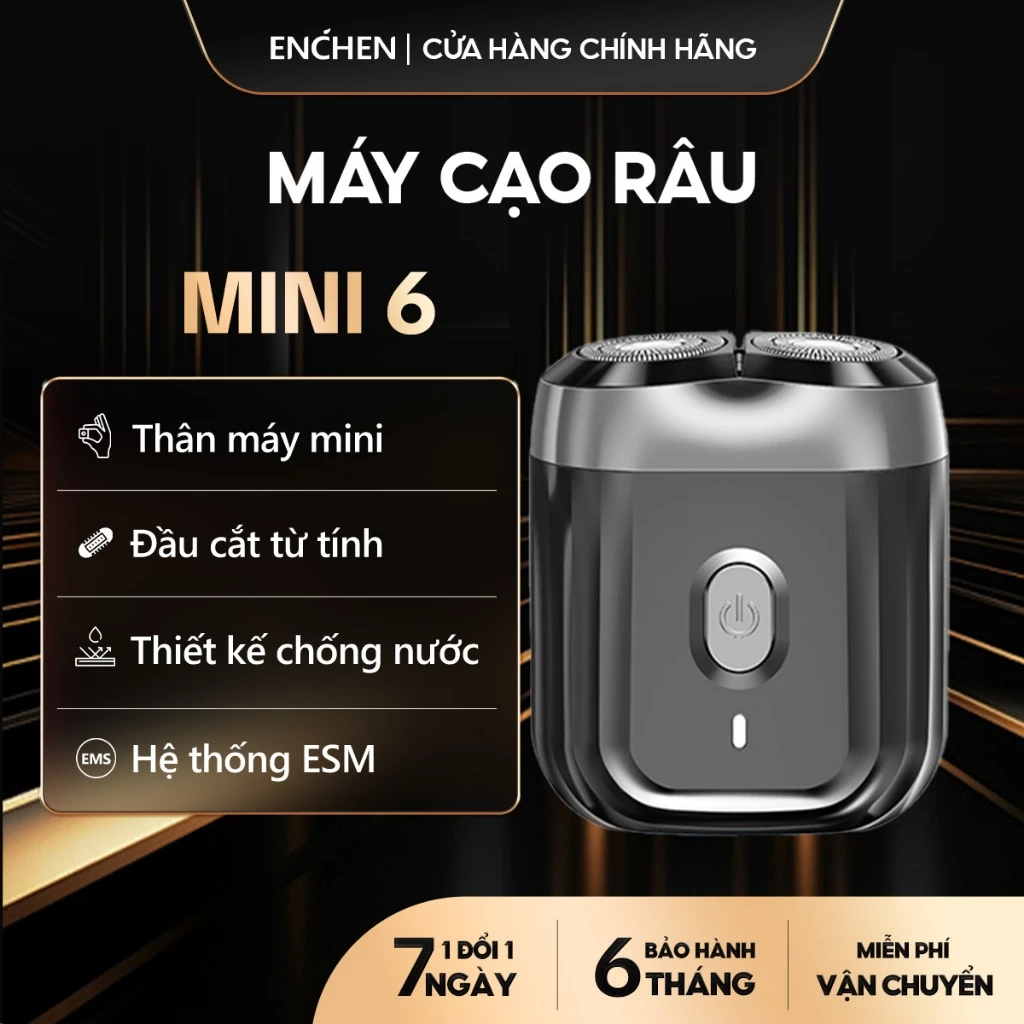 ENCHEN | CỬA HÀNG CHÍNH HÃNG
MÁY CẠO RÂU
MINI 6
Thân máy mini
Đầu cắt từ tính
Thiết kế chống nước
EMS Hệ thống ESM
7 NGÀY 1 ĐỔI 1
6 THÁNG BẢO HÀNH
MIỄN PHÍ
VẬN CHUYỂN